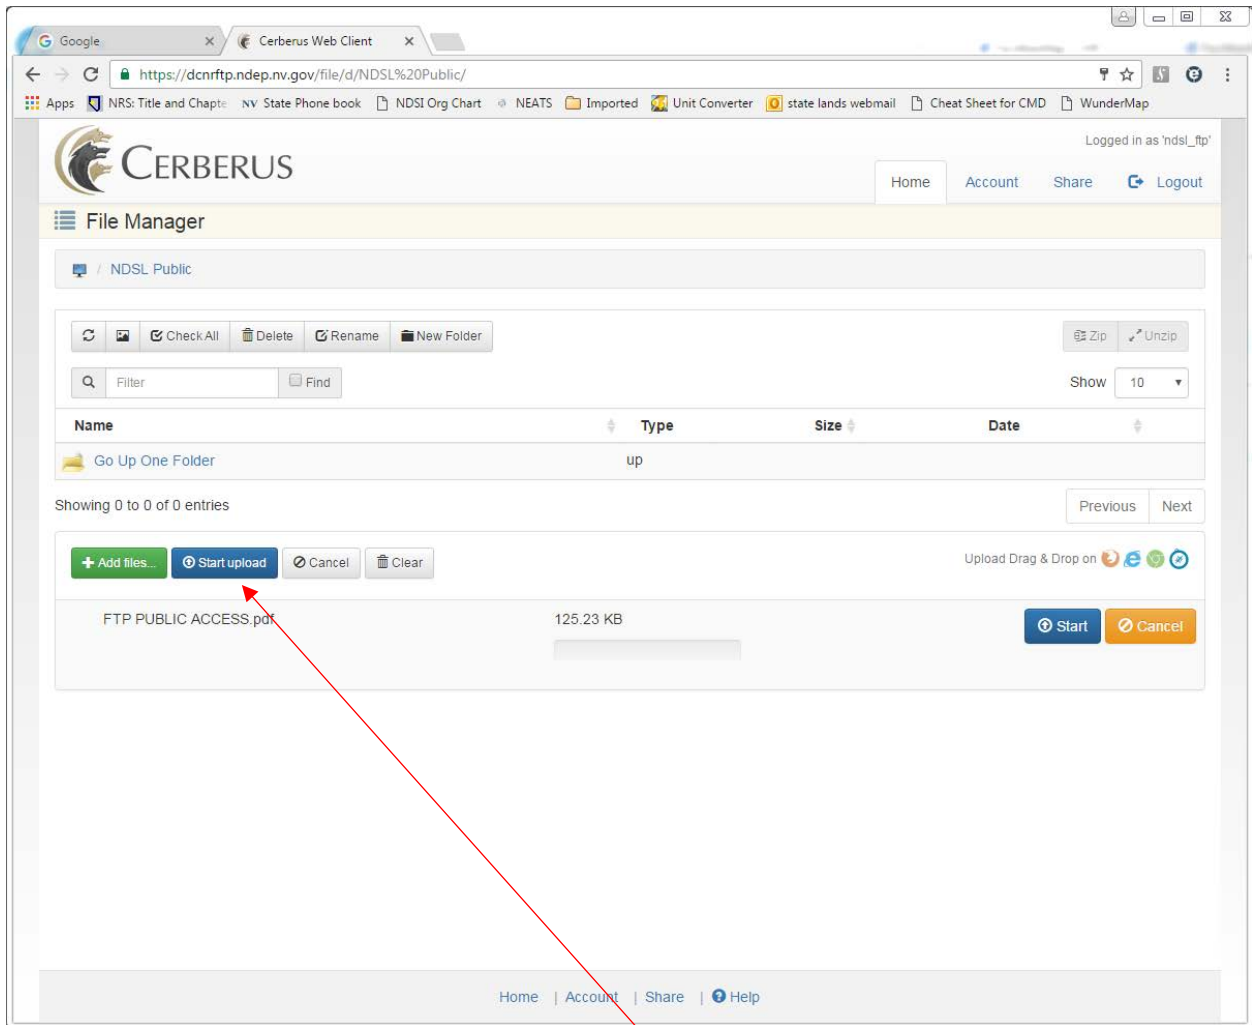 Google
Cerberus Web Client
https://dcnrftp.ndep.nv.gov/file/d/NDSL%20Public/
Apps NRS: Title and Chapte NV State Phone book NDSl Org Chart NEATS Imported Unit Converter state lands webmail Cheat Sheet for CMD WunderMap
Logged in as 'ndsl_ftp'
CERBERUS
Home Account Share Logout
File Manager
/ NDSL Public
Check All Delete Rename New Folder Zip Unzip
Filter Find Show 10
Name Type Size Date
Go Up One Folder up
Showing 0 to 0 of 0 entries
Previous Next
+ Add files... Start upload Cancel Clear Upload Drag & Drop on
FTP PUBLIC ACCESS.pdf 125.23 KB Start Cancel
Home | Account | Share | Help